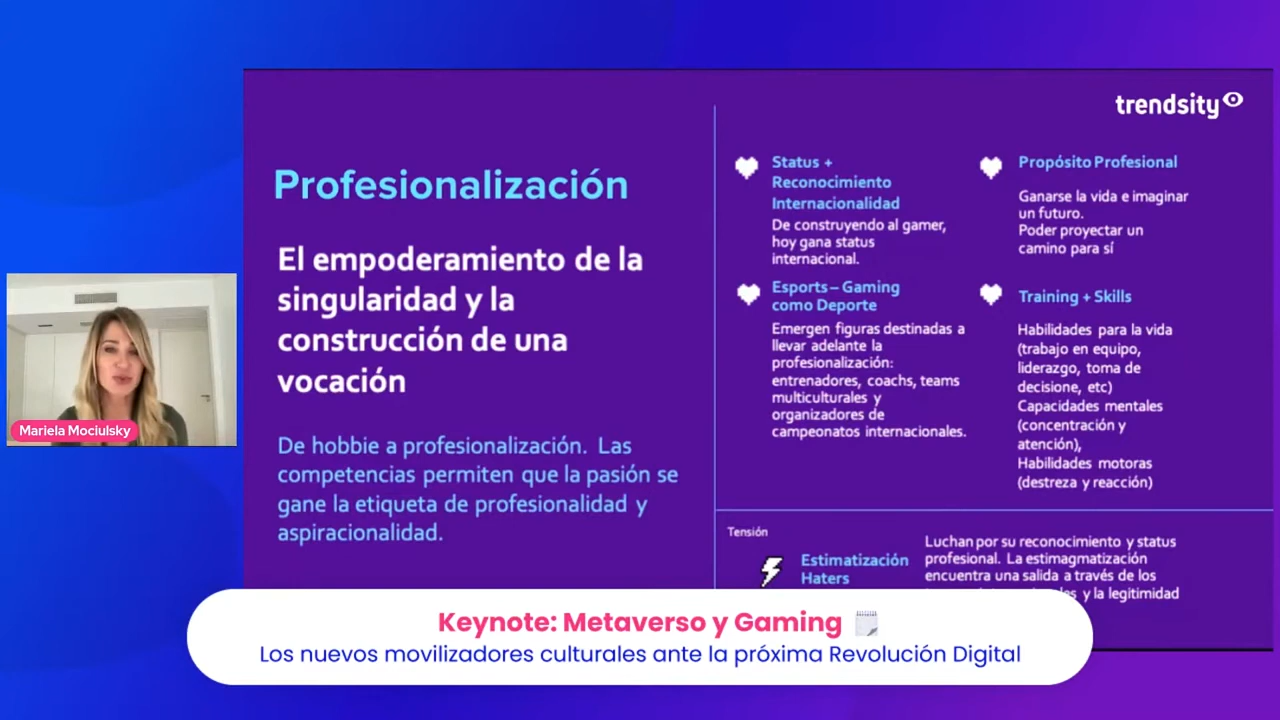 trendsity
Profesionalización
El empoderamiento de la
singularidad y la
construcción de una
vocación
De hobbie a profesionalización. Las
competencias permiten que la pasión se
gane la etiqueta de profesionalidad y
aspiracionalidad.
Status +
Reconocimiento
Internacionalidad
De construyendo al gamer,
hoy gana status
internacional.
Esports – Gaming
como Deporte
Emergen figuras destinadas a
llevar adelante la
profesionalización:
entrenadores, coachs, teams
multiculturales y
organizadores de
campeonatos internacionales.
Propósito Profesional
Ganarse la vida e imaginar
un futuro.
Poder proyectar un
camino para sí
Training + Skills
Habilidades para la vida
(trabajo en equipo,
liderazgo, toma de
decisione, etc)
Capacidades mentales
(concentración y
atención),
Habilidades motoras
(destreza y reacción)
Tensión
Estimatización
Haters
Luchan por su reconocimiento y status
profesional. La estimagmatización
encuentra una salida a través de los
y la legitimidad
Mariela Mociulsky
Keynote: Metaverso y Gaming
Los nuevos movilizadores culturales ante la próxima Revolución Digital